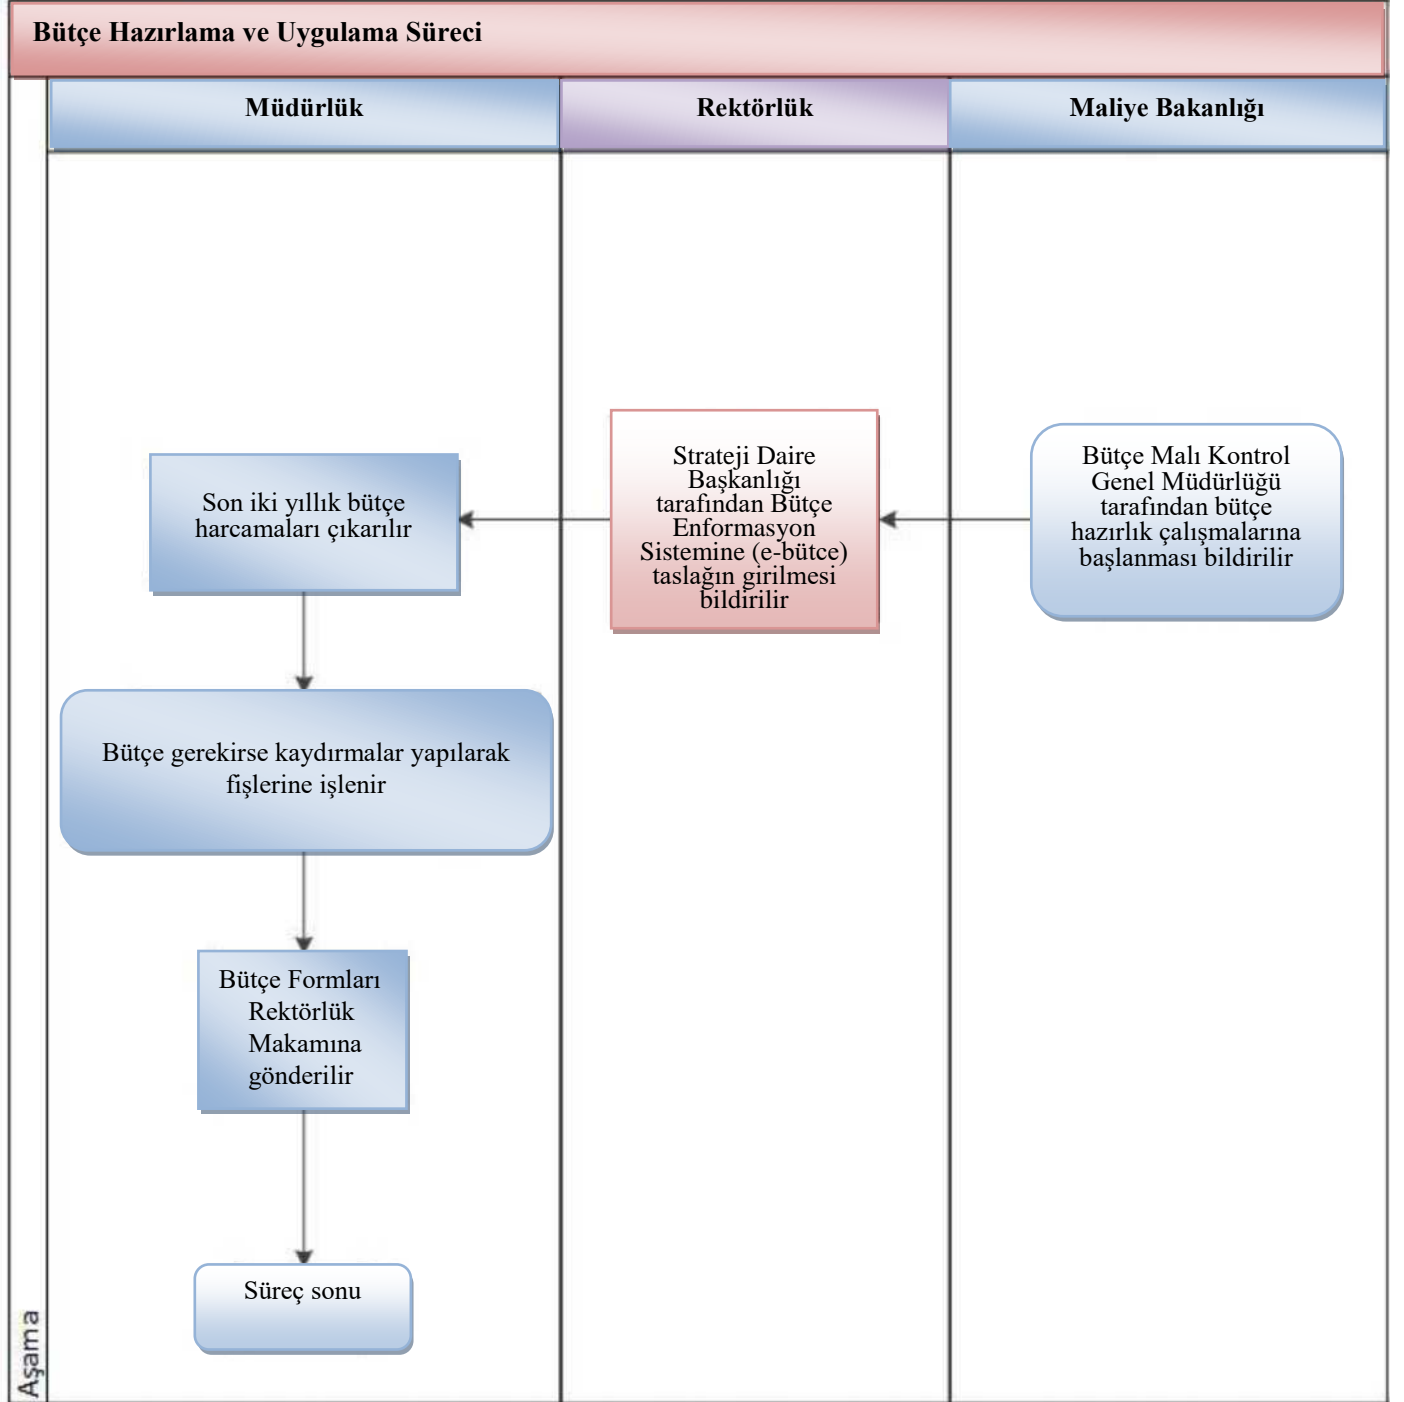 Bütçe Hazırlama ve Uygulama Süreci
Müdürlük
Rektörlük
Maliye Bakanlığı
Son iki yıllık bütçe
harcamaları çıkarılır
Strateji Daire
Başkanlığı
tarafından Bütçe
Enformasyon
Sistemine (e-bütce)
taslağın girilmesi
bildirilir
Bütçe Malı Kontrol
Genel Müdürlüğü
tarafından bütçe
hazırlık çalışmalarına
başlanması bildirilir
Bütçe gerekirse kaydırmalar yapılarak
fişlerine işlenir
Bütçe Formları
Rektörlük
Makamına
gönderilir
Süreç sonu
Aşama